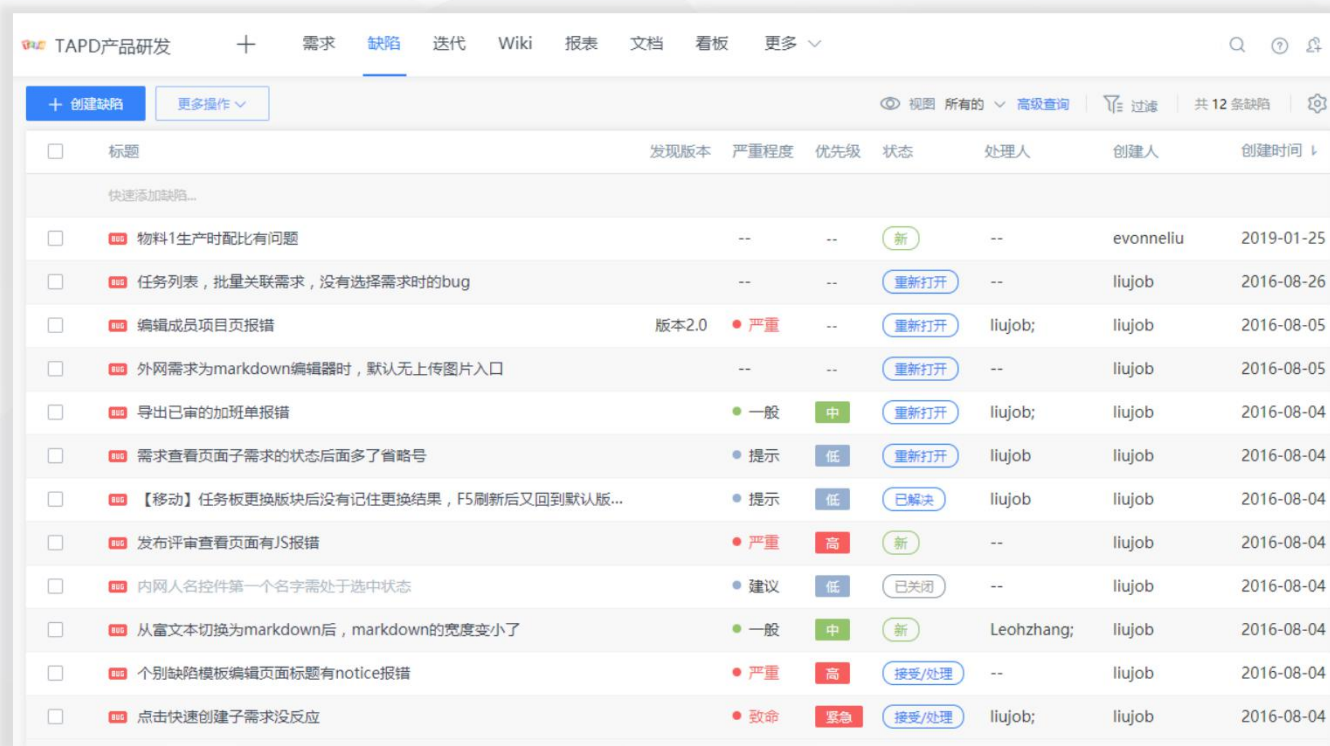 TAPD产品研发 需求 缺陷 迭代 Wiki 报表 文档 看板 更多
创建缺陷 更多操作 视图 所有的 高级查询 过滤 共 12 条缺陷
标题 发现版本 严重程度 优先级 状态 处理人 创建人 创建时间
快速添加缺陷...
BUG 物料1生产时配比有问题 -- -- 新 -- evonneliu 2019-01-25
BUG 任务列表，批量关联需求，没有选择需求时的bug -- -- 重新打开 -- liujob 2016-08-26
BUG 编辑成员项目页报错 版本2.0 严重 -- 重新打开 liujob; liujob 2016-08-05
BUG 外网需求为markdown编辑器时，默认无上传图片入口 -- -- 重新打开 -- liujob 2016-08-05
BUG 导出已审的加班单报错 一般 中 重新打开 liujob; liujob 2016-08-04
BUG 需求查看页面子需求的状态后面多了省略号 提示 低 重新打开 liujob liujob 2016-08-04
BUG 【移动】任务板更换版块后没有记住更换结果，F5刷新后又回到默认版... 提示 低 已解决 liujob liujob 2016-08-04
BUG 发布评审查看页面有JS报错 严重 高 新 -- liujob 2016-08-04
BUG 内网人名控件第一个名字需处于选中状态 建议 低 已关闭 -- liujob 2016-08-04
BUG 从富文本切换为markdown后，markdown的宽度变小了 一般 中 新 Leohzhang; liujob 2016-08-04
BUG 个别缺陷模板编辑页面标题有notice报错 严重 高 接受/处理 -- liujob 2016-08-04
BUG 点击快速创建子需求没反应 致命 紧急 接受/处理 liujob; liujob 2016-08-04